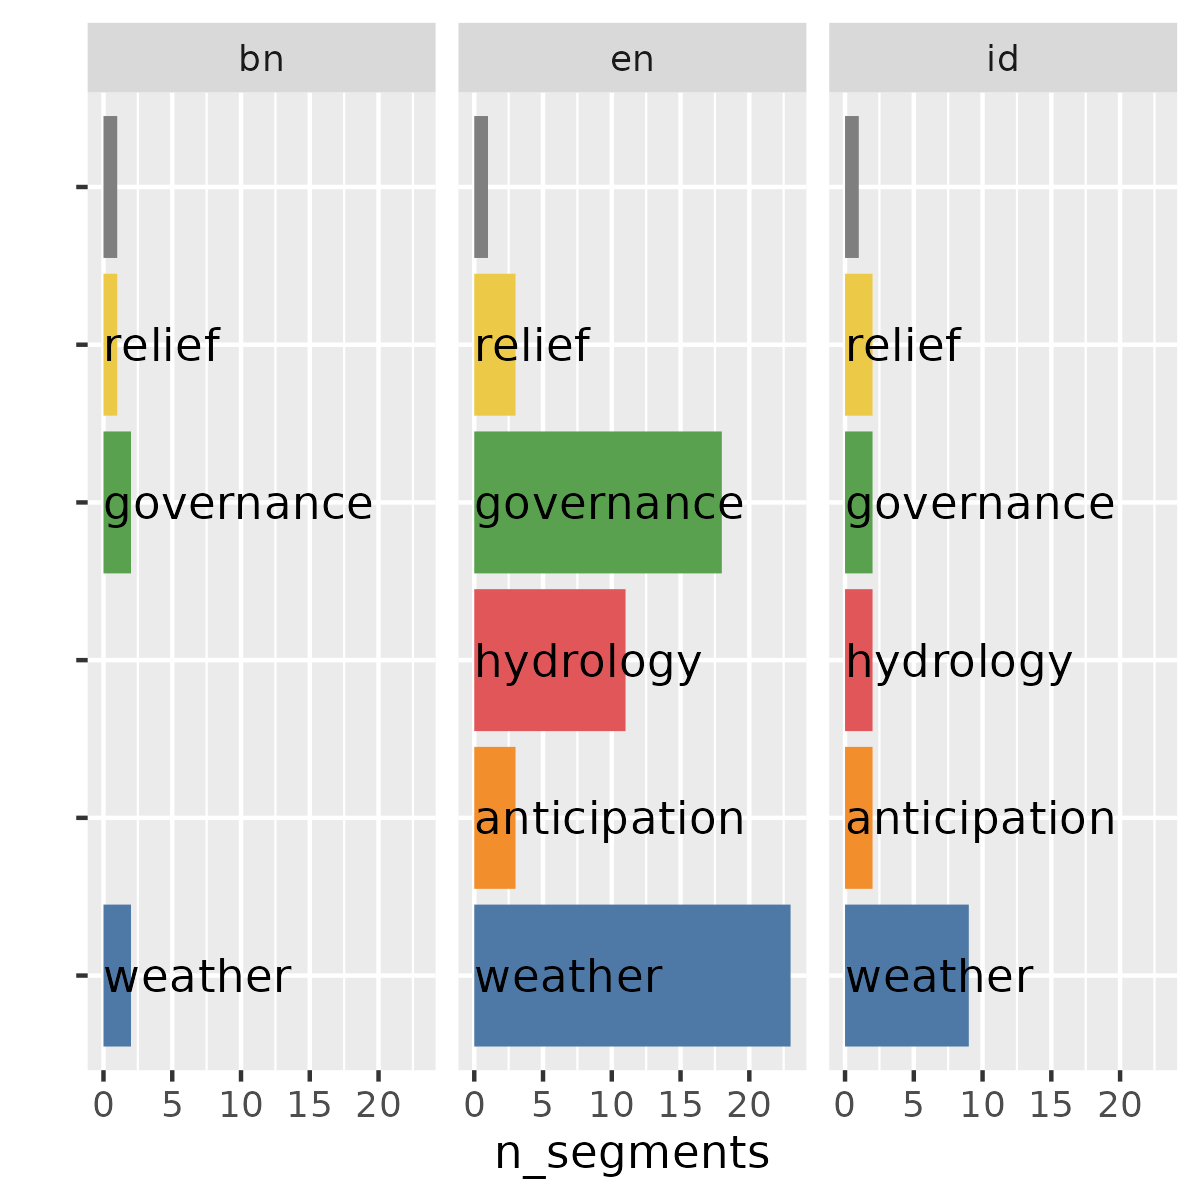 bn en id
relief relief relief
governance governance governance
hydrology hydrology
anticipation anticipation
weather weather weather
0 5 10 15 20 0 5 10 15 20 0 5 10 15 20
n_segments